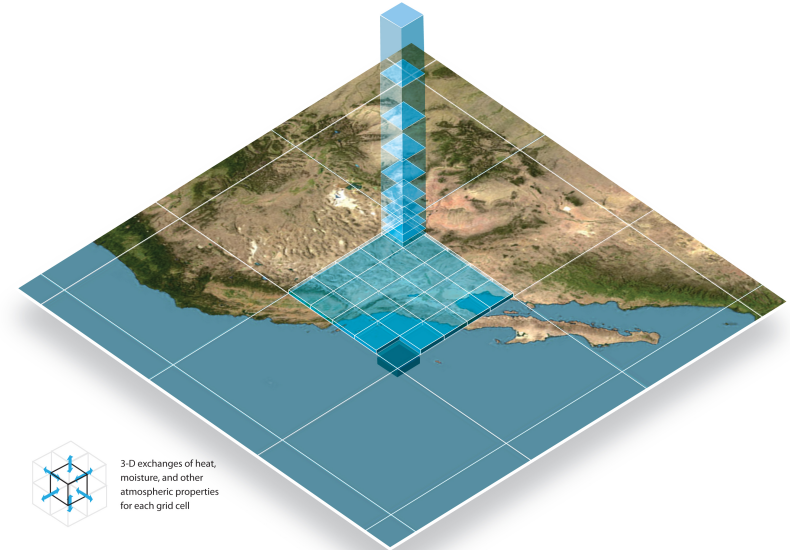 3-D exchanges of heat,
moisture, and other
atmospheric properties
for each grid cell